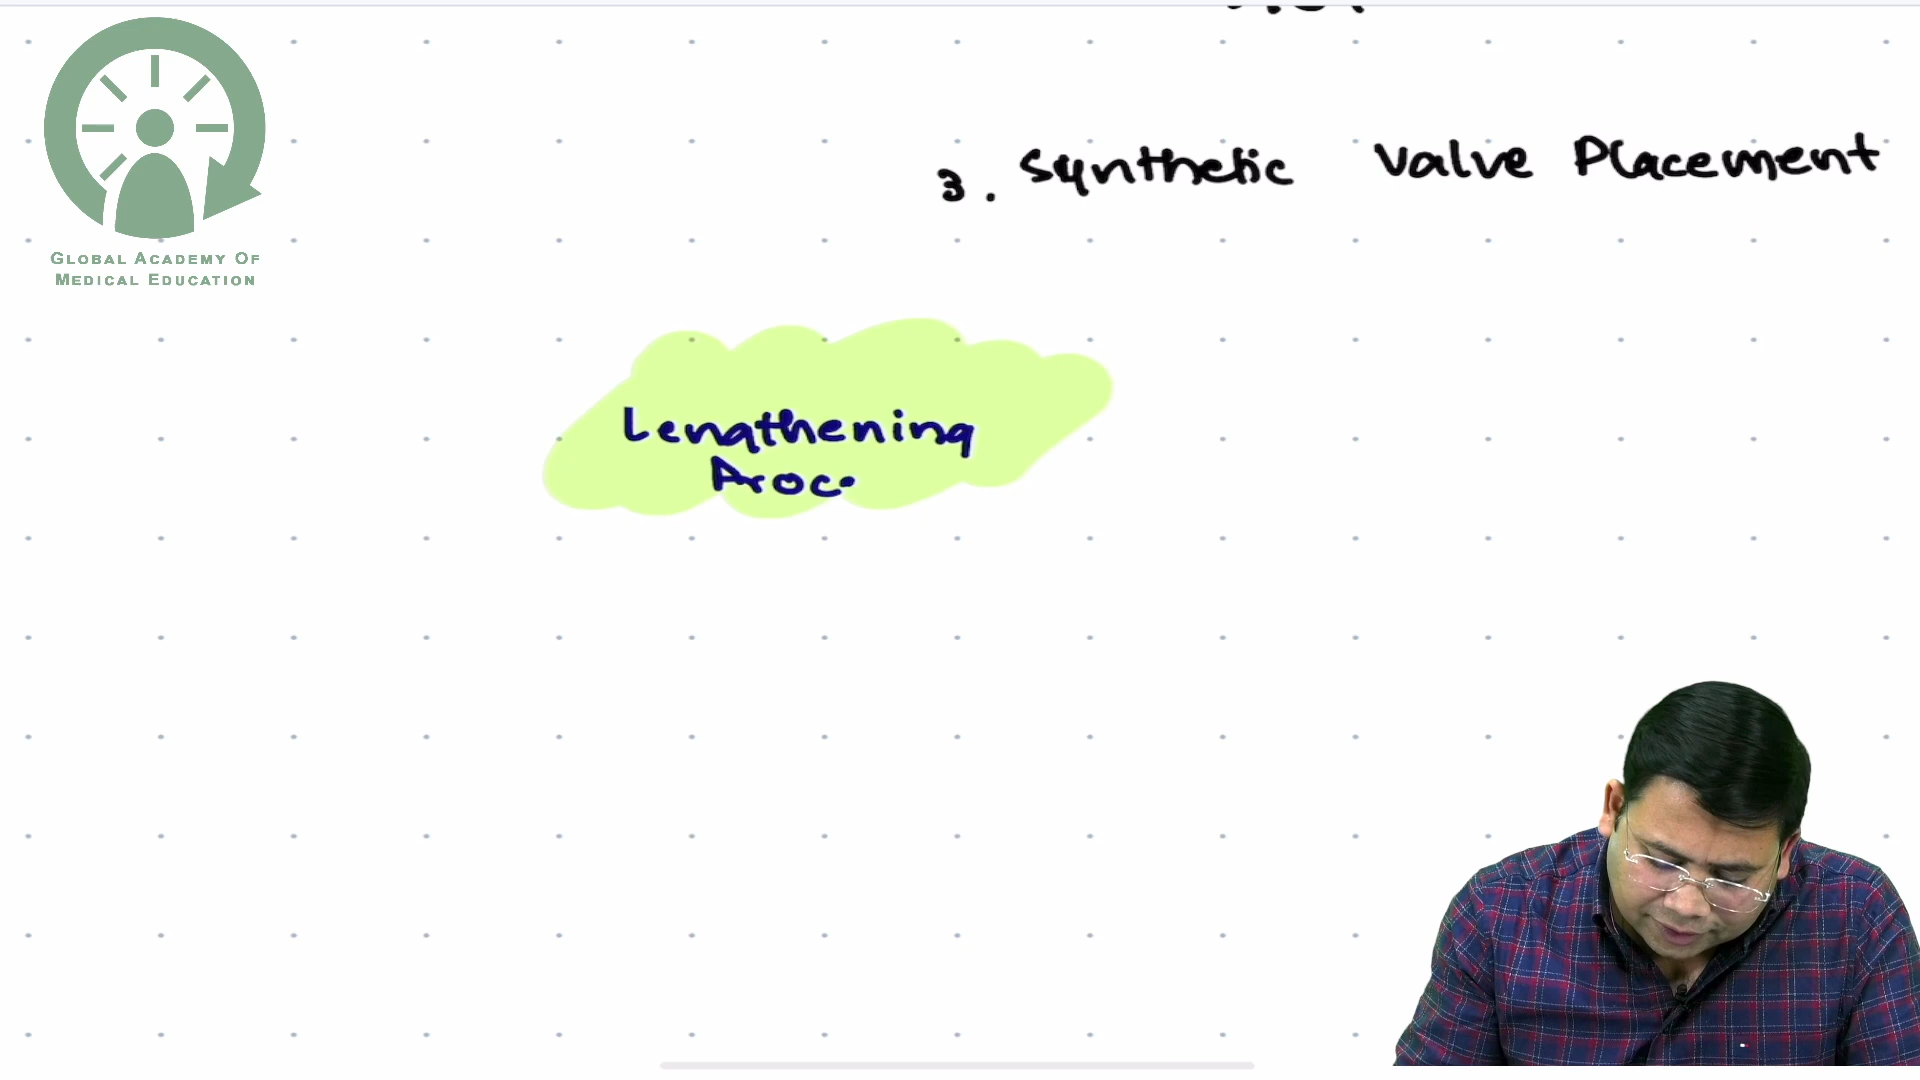 GLOBAL ACADEMY OF
MEDICAL EDUCATION
3. Synthetic Valve Placement
Lengthening
Proc